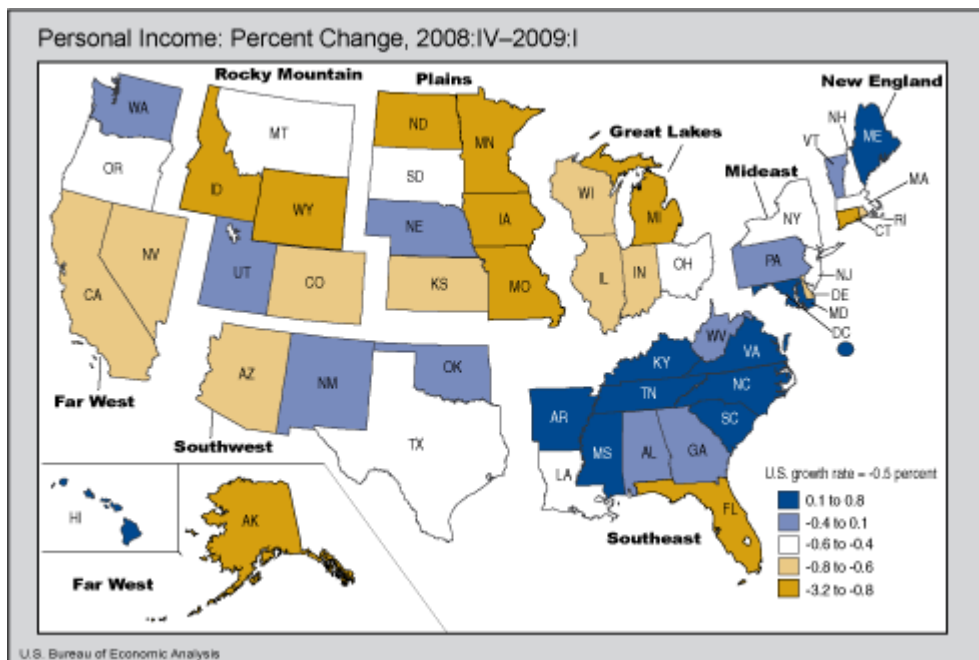 Personal Income: Percent Change, 2008:IV–2009:I
Rocky Mountain
Plains
New England
Great Lakes
Mideast
WA
MT
ND
MN
NH
ME
VT
OR
ID
SD
WI
MA
WY
MI
NY
RI
CT
NE
IA
PA
NV
UT
OH
NJ
CA
CO
KS
MO
IL
IN
DE
MD
DC
WV
KY
VA
AZ
NM
OK
TN
NC
Far West
AR
SC
Southwest
TX
MS
AL
GA
LA
U.S. growth rate = -0.5 percent
0.1 to 0.8
-0.4 to 0.1
-0.6 to -0.4
-0.8 to -0.6
-3.2 to -0.8
FL
Southeast
HI
AK
Far West
U.S. Bureau of Economic Analysis